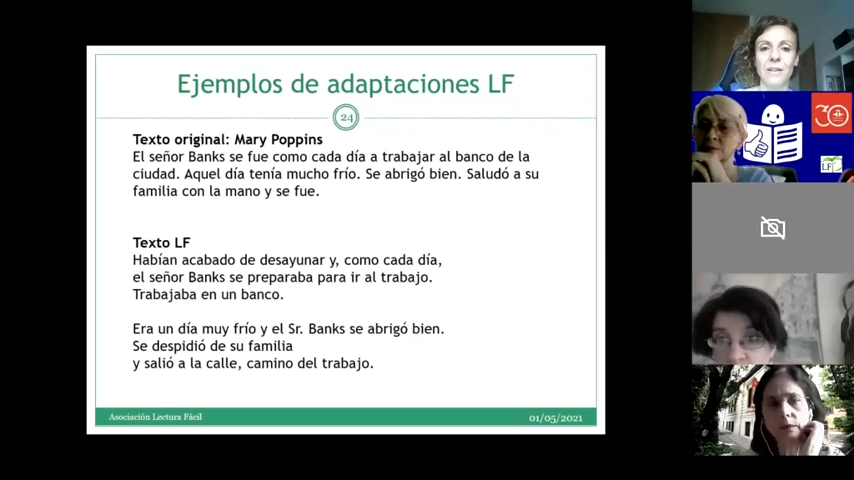 Ejemplos de adaptaciones LF
24
Texto original: Mary Poppins
El señor Banks se fue como cada día a trabajar al banco de la
ciudad. Aquel día tenía mucho frío. Se abrigó bien. Saludó a su
familia con la mano y se fue.
Texto LF
Habían acabado de desayunar y, como cada día,
el señor Banks se preparaba para ir al trabajo.
Trabajaba en un banco.
Era un día muy frío y el Sr. Banks se abrigó bien.
Se despidió de su familia
y salió a la calle, camino del trabajo.
Asociación Lectura Fácil
01/05/2021
30
LF